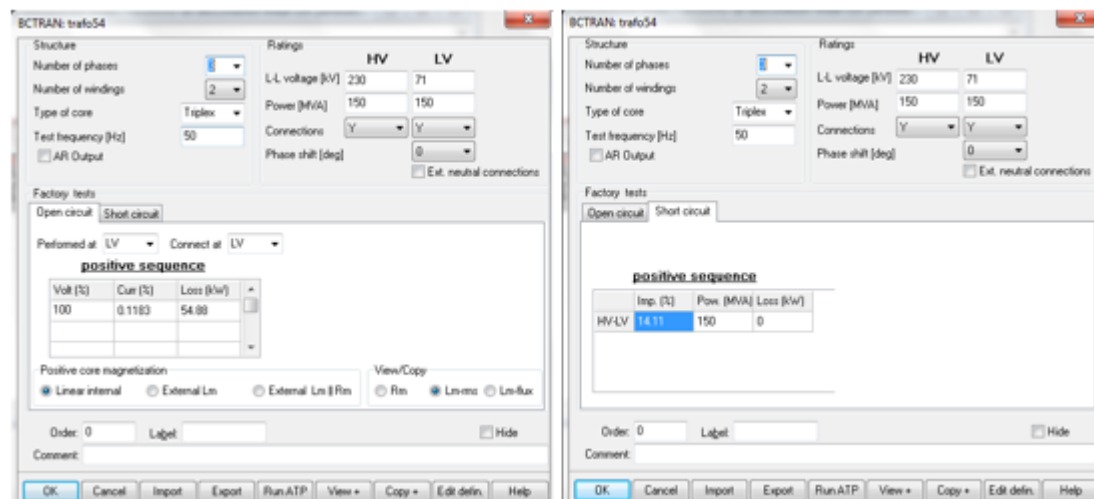 BCTRAN: trafo54
Structure
Number of phases 3
Number of windings 2
Type of core Triplex
Test frequency [Hz] 50
AR Output
Ratings
HV LV
L-L voltage [kV] 230 71
Power [MVA] 150 150
Connections Y Y
Phase shift [deg] 0
Ext. neutral connections
Factory tests
Open circuit Short circuit
Performed at LV Connect at LV
positive sequence
Volt (%) Curr (%) Loss (kW)
100 0.1183 54.88
Positive core magnetization
Linear internal External Lm External Lm || Rm
View/Copy
Rm Lm-rms Lm-flux
Order: 0 Label:
Hide
Comment:
OK Cancel Import Export Run ATP View + Copy + Edit defin. Help
BCTRAN: trafo54
Structure
Number of phases 3
Number of windings 2
Type of core Triplex
Test frequency [Hz] 50
AR Output
Ratings
HV LV
L-L voltage [kV] 230 71
Power [MVA] 150 150
Connections Y Y
Phase shift [deg] 0
Ext. neutral connections
Factory tests
Open circuit Short circuit
positive sequence
Imp. (%) Pow. (MVA) Loss (kW)
HV-LV 14.11 150 0
Order: 0 Label:
Hide
Comment:
OK Cancel Import Export Run ATP View + Copy + Edit defin. Help